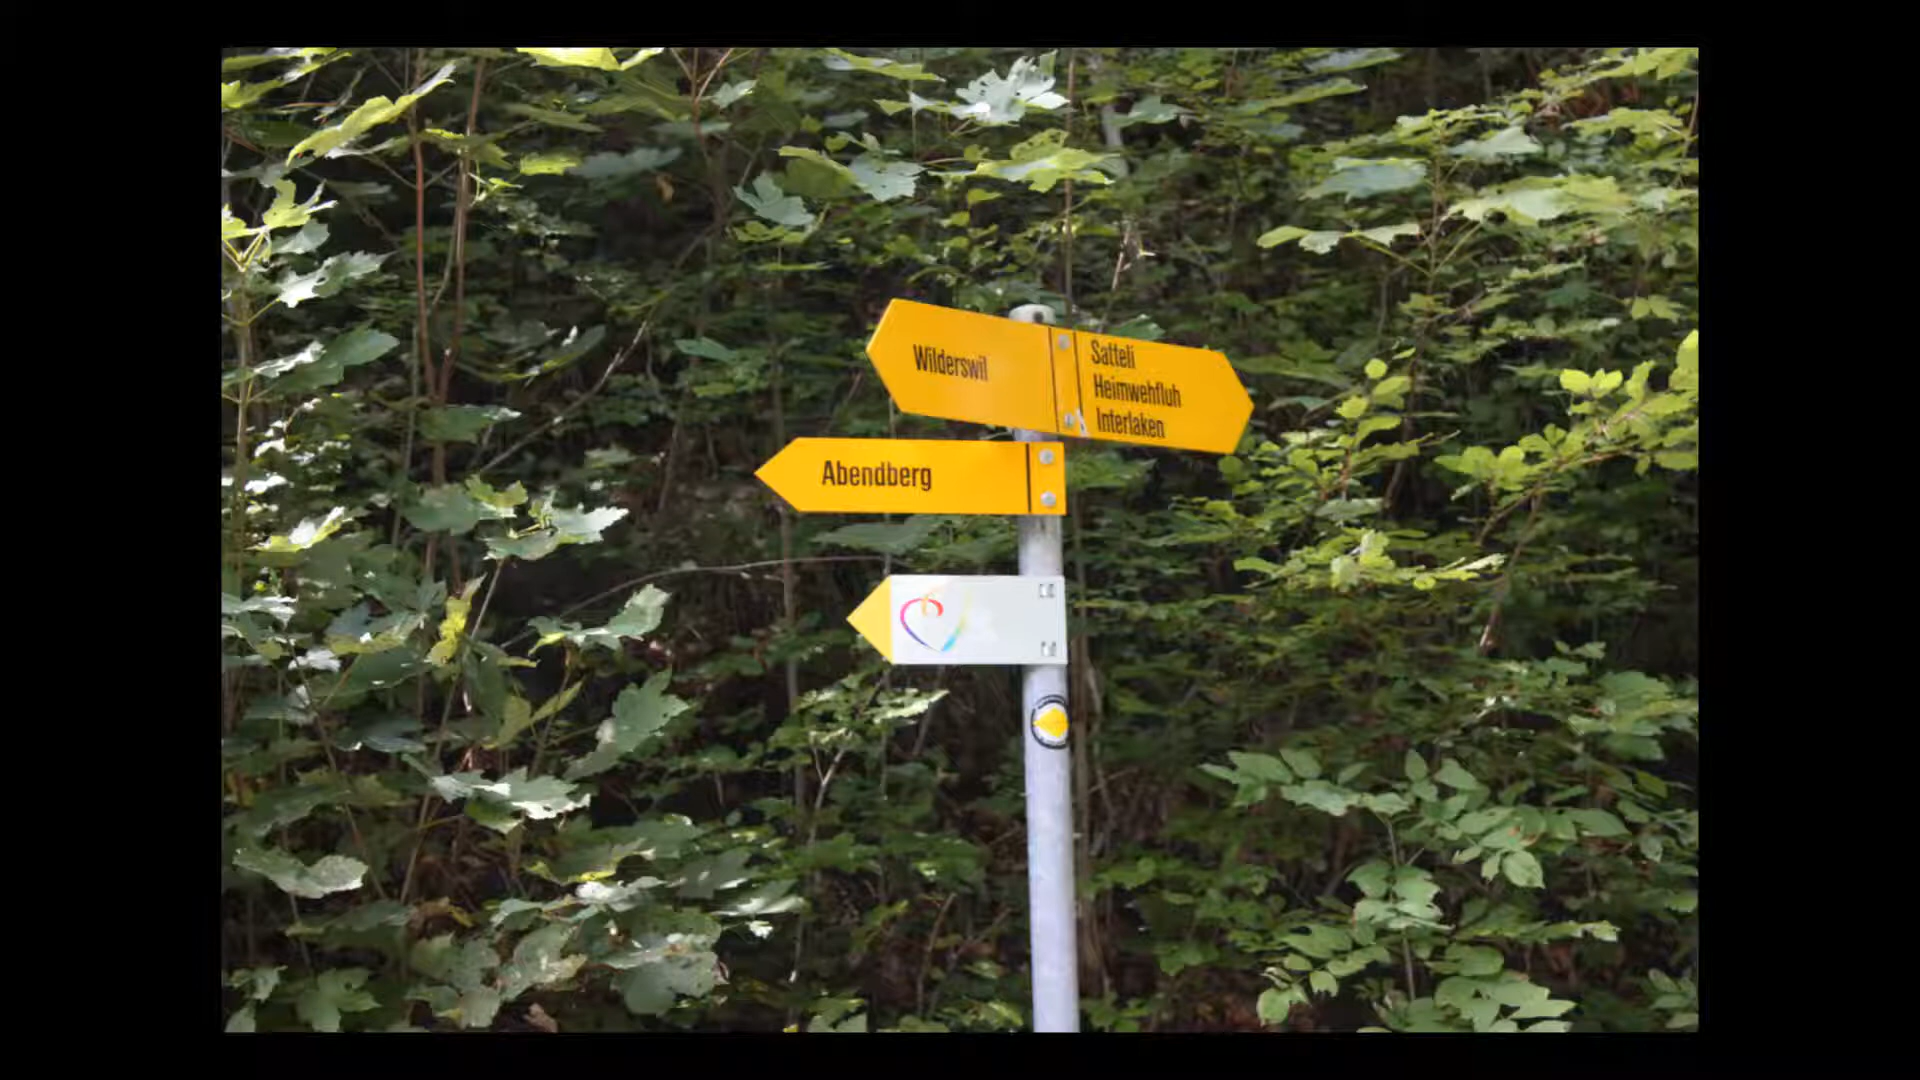 Wilderswil
Satteli
Heimwehfluh
Interlaken
Abendberg